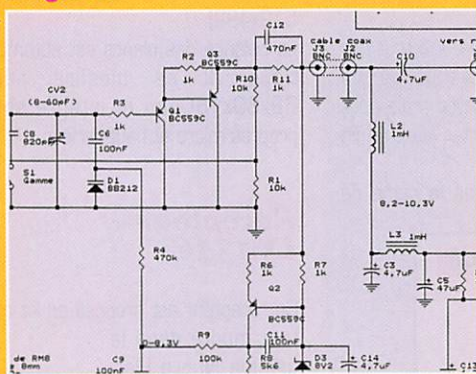 C12
470nF
cable coax
J3
BNC
J2
BNC
C10
4,7uF
vers r
CV2
(8-60nF)
R2
1k
Q3
BC559C
R10
10k
R11
1k
R3
1k
Q1
BC559C
C8
820pF
C6
100nF
L2
1mH
S1
Gamme
D1
BB212
R1
10k
8,2-10,3V
L3
1mH
R4
470k
R6
1k
R7
1k
C3
4,7uF
C5
47uF
Q2
BC559C
0-8,3V
R9
100k
C11
100nF
de RM8
e 8mm
C9
100nF
R8
5k6
D3
8V2
C14
4,7uF
C13